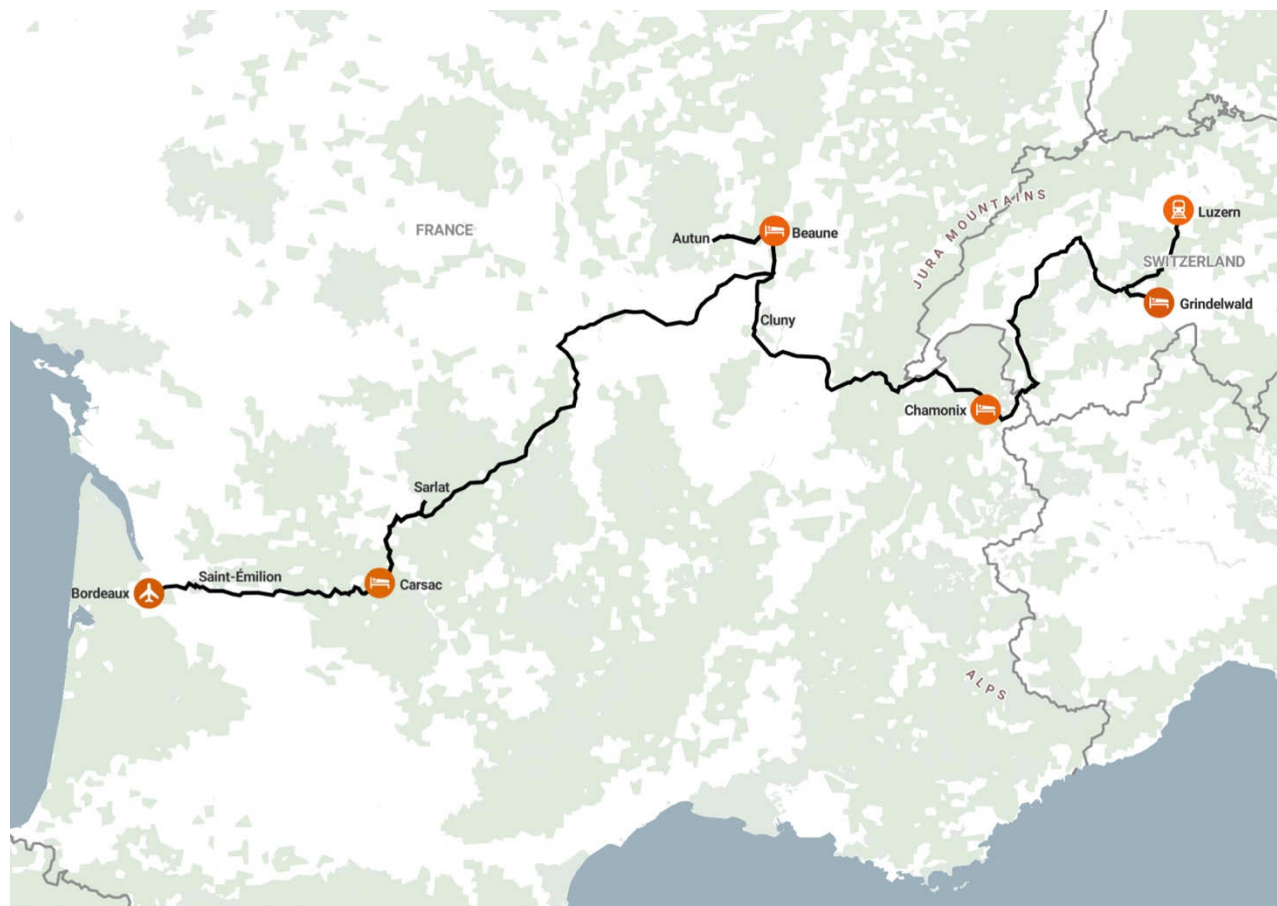 JURA MOUNTAINS
Luzern
FRANCE
Autun
Beaune
SWITZERLAND
Grindelwald
Cluny
Chamonix
Sarlat
Saint-Émilion
Carsac
Bordeaux
ALPS